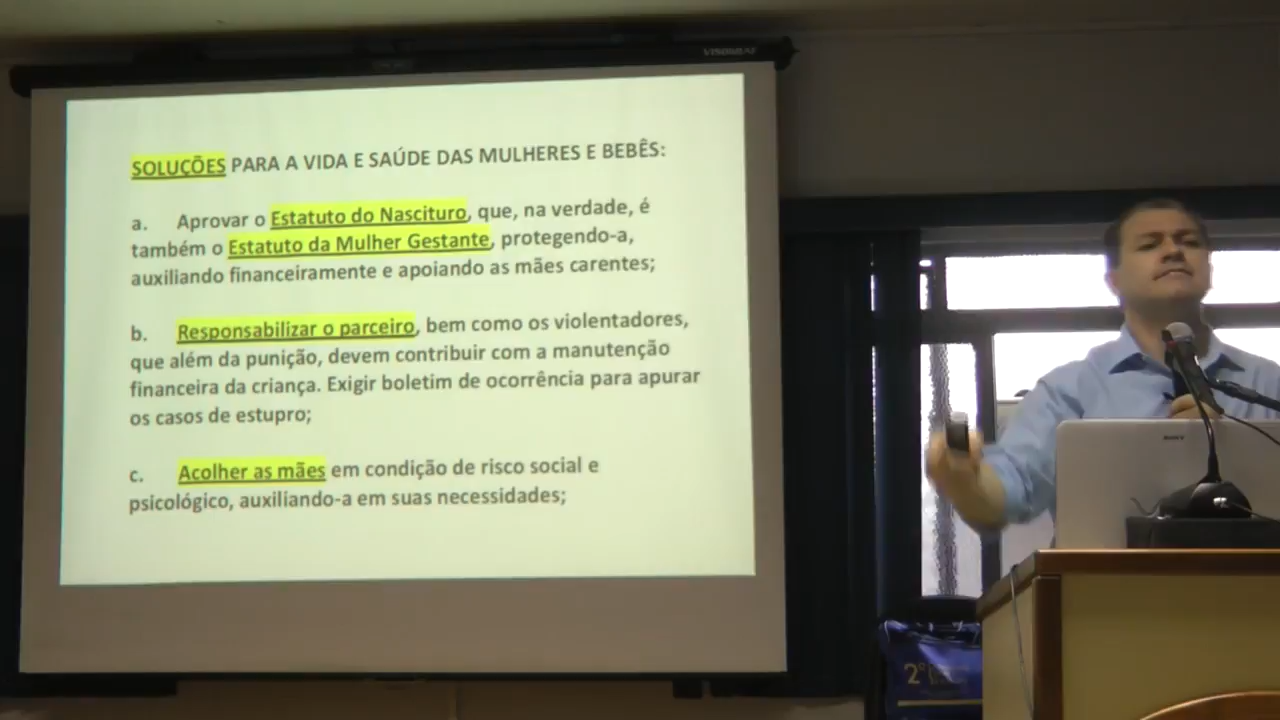 VISOGRAF
SOLUÇÕES PARA A VIDA E SAÚDE DAS MULHERES E BEBÊS:
a. Aprovar o Estatuto do Nascituro, que, na verdade, é
também o Estatuto da Mulher Gestante, protegendo-a,
auxiliando financeiramente e apoiando as mães carentes;
b. Responsabilizar o parceiro, bem como os violentadores,
que além da punição, devem contribuir com a manutenção
financeira da criança. Exigir boletim de ocorrência para apurar
os casos de estupro;
c. Acolher as mães em condição de risco social e
psicológico, auxiliando-a em suas necessidades;
SONY
2º